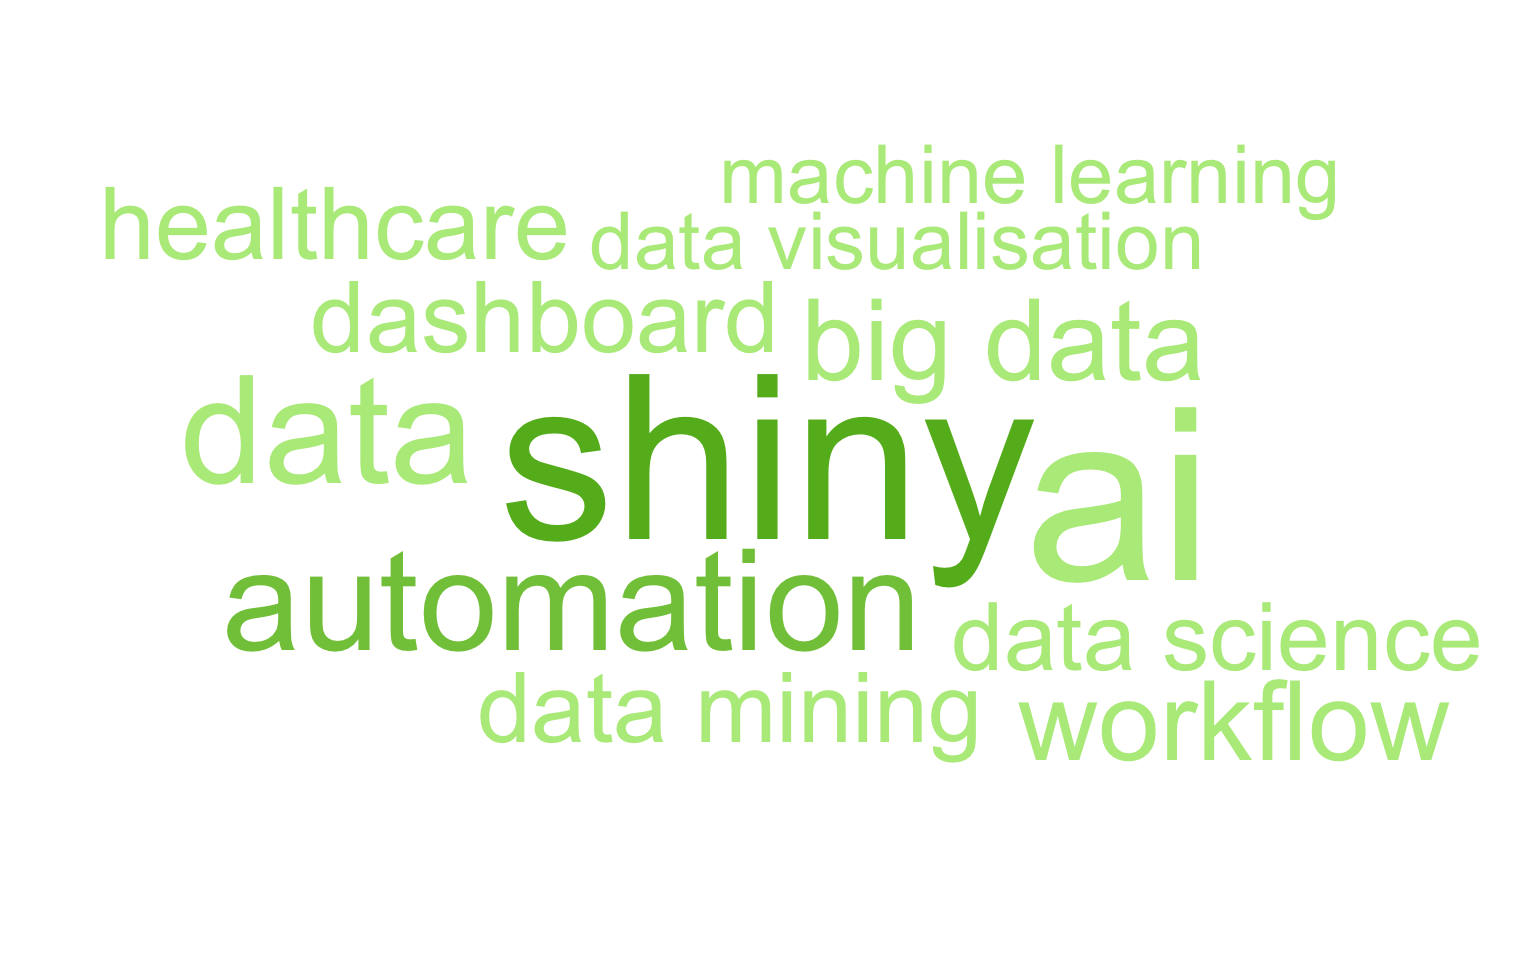 machine learning
healthcare
data visualisation
dashboard
big data
data
shiny
ai
automation
data science
data mining
workflow